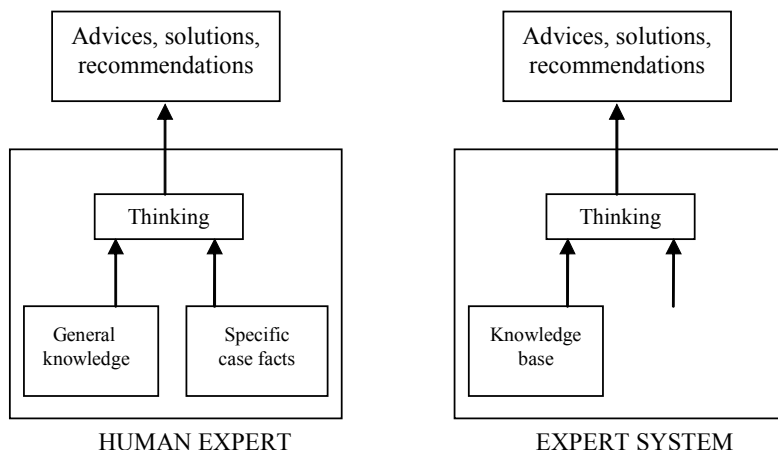 Advices, solutions,
recommendations
Thinking
General
knowledge
Specific
case facts
HUMAN EXPERT
Advices, solutions,
recommendations
Thinking
Knowledge
base
EXPERT SYSTEM